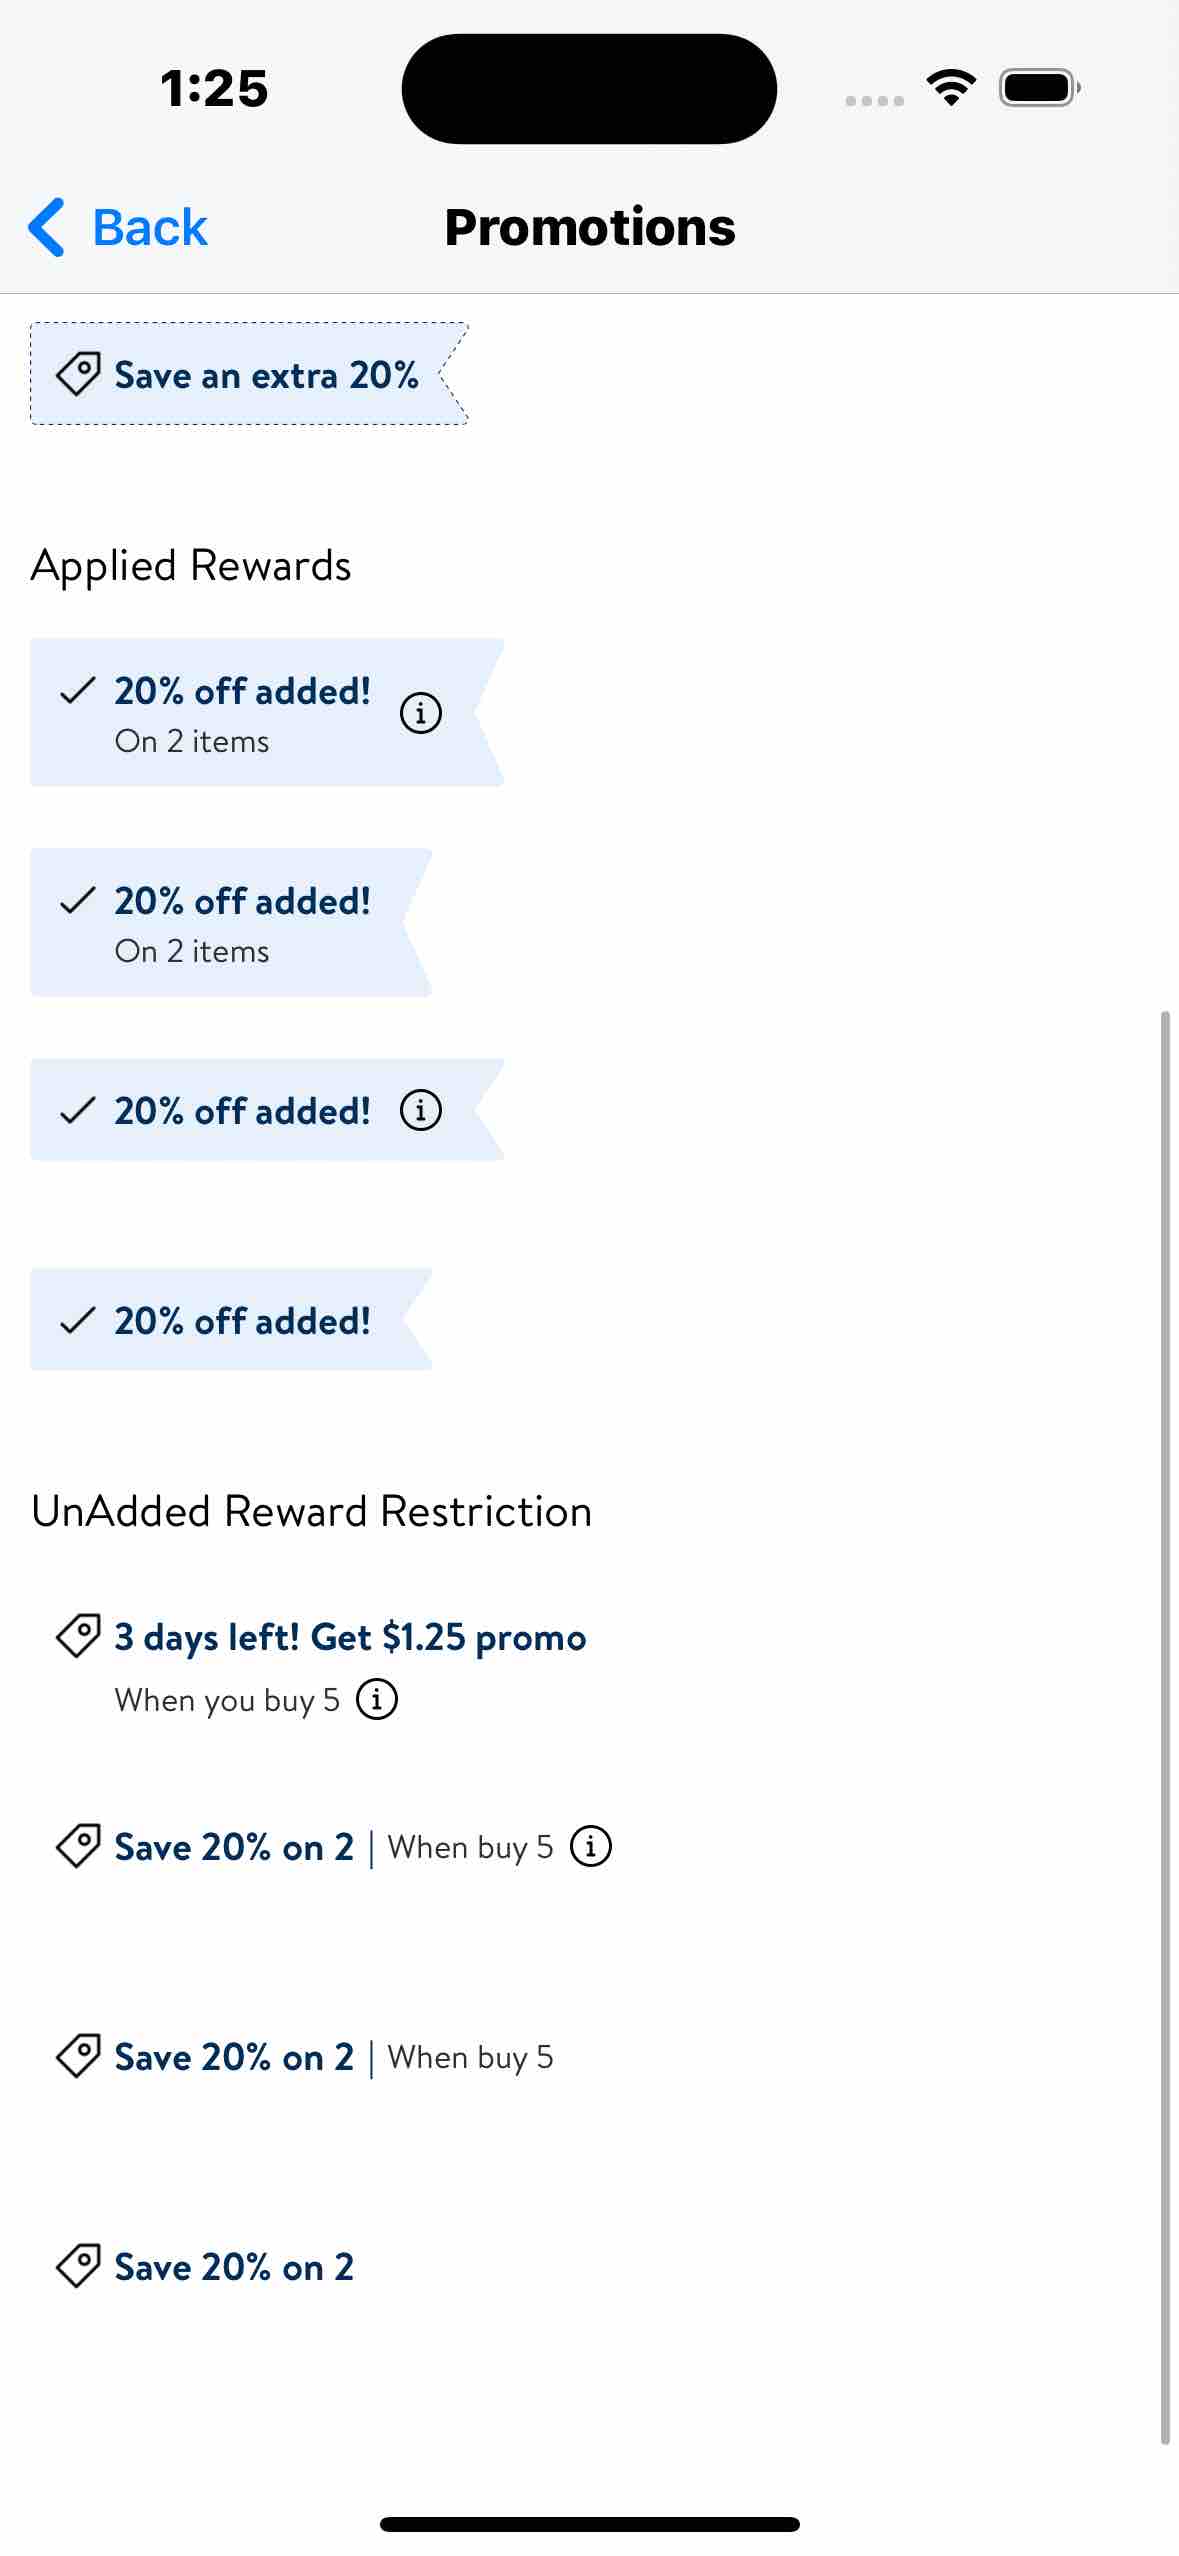 1:25
Back
Promotions
Save an extra 20%
Applied Rewards
20% off added!
On 2 items
20% off added!
On 2 items
20% off added!
20% off added!
UnAdded Reward Restriction
3 days left! Get $1.25 promo
When you buy 5
Save 20% on 2 | When buy 5
Save 20% on 2 | When buy 5
Save 20% on 2